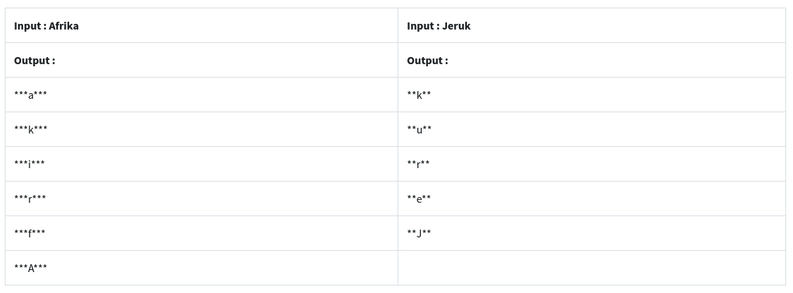 Input : Afrika
Input : Jeruk
Output :
Output :
***a***
**k**
***k***
**u**
***i***
**r**
***r***
**e**
***f***
**J**
***A***